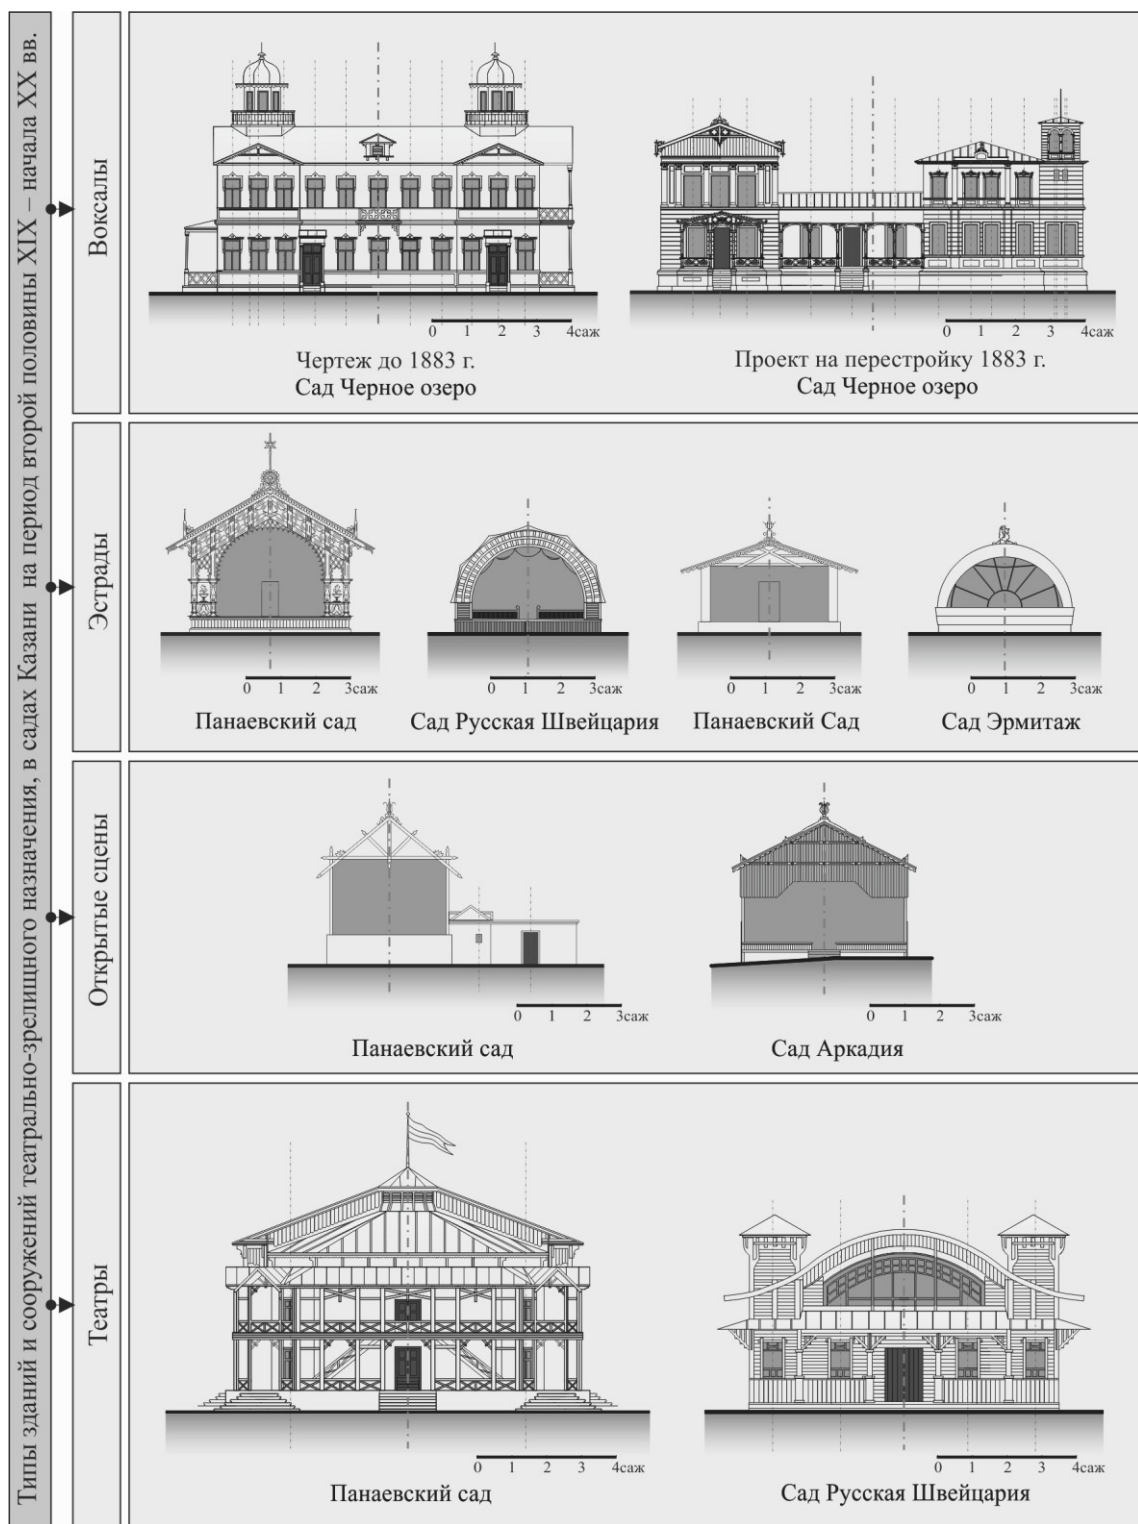 Типы зданий и сооружений театрально-зрелищного назначения, в садах Казани на период второй половины XIX – начала XX вв.
Воксалы
0 1 2 3 4саж
0 1 2 3 4саж
Чертеж до 1883 г.
Сад Черное озеро
Проект на перестройку 1883 г.
Сад Черное озеро
Эстрады
0 1 2 3саж
0 1 2 3саж
0 1 2 3саж
0 1 2 3саж
Панаевский сад
Сад Русская Швейцария
Панаевский Сад
Сад Эрмитаж
Открытые сцены
0 1 2 3саж
0 1 2 3саж
Панаевский сад
Сад Аркадия
Театры
0 1 2 3 4саж
0 1 2 3 4саж
Панаевский сад
Сад Русская Швейцария